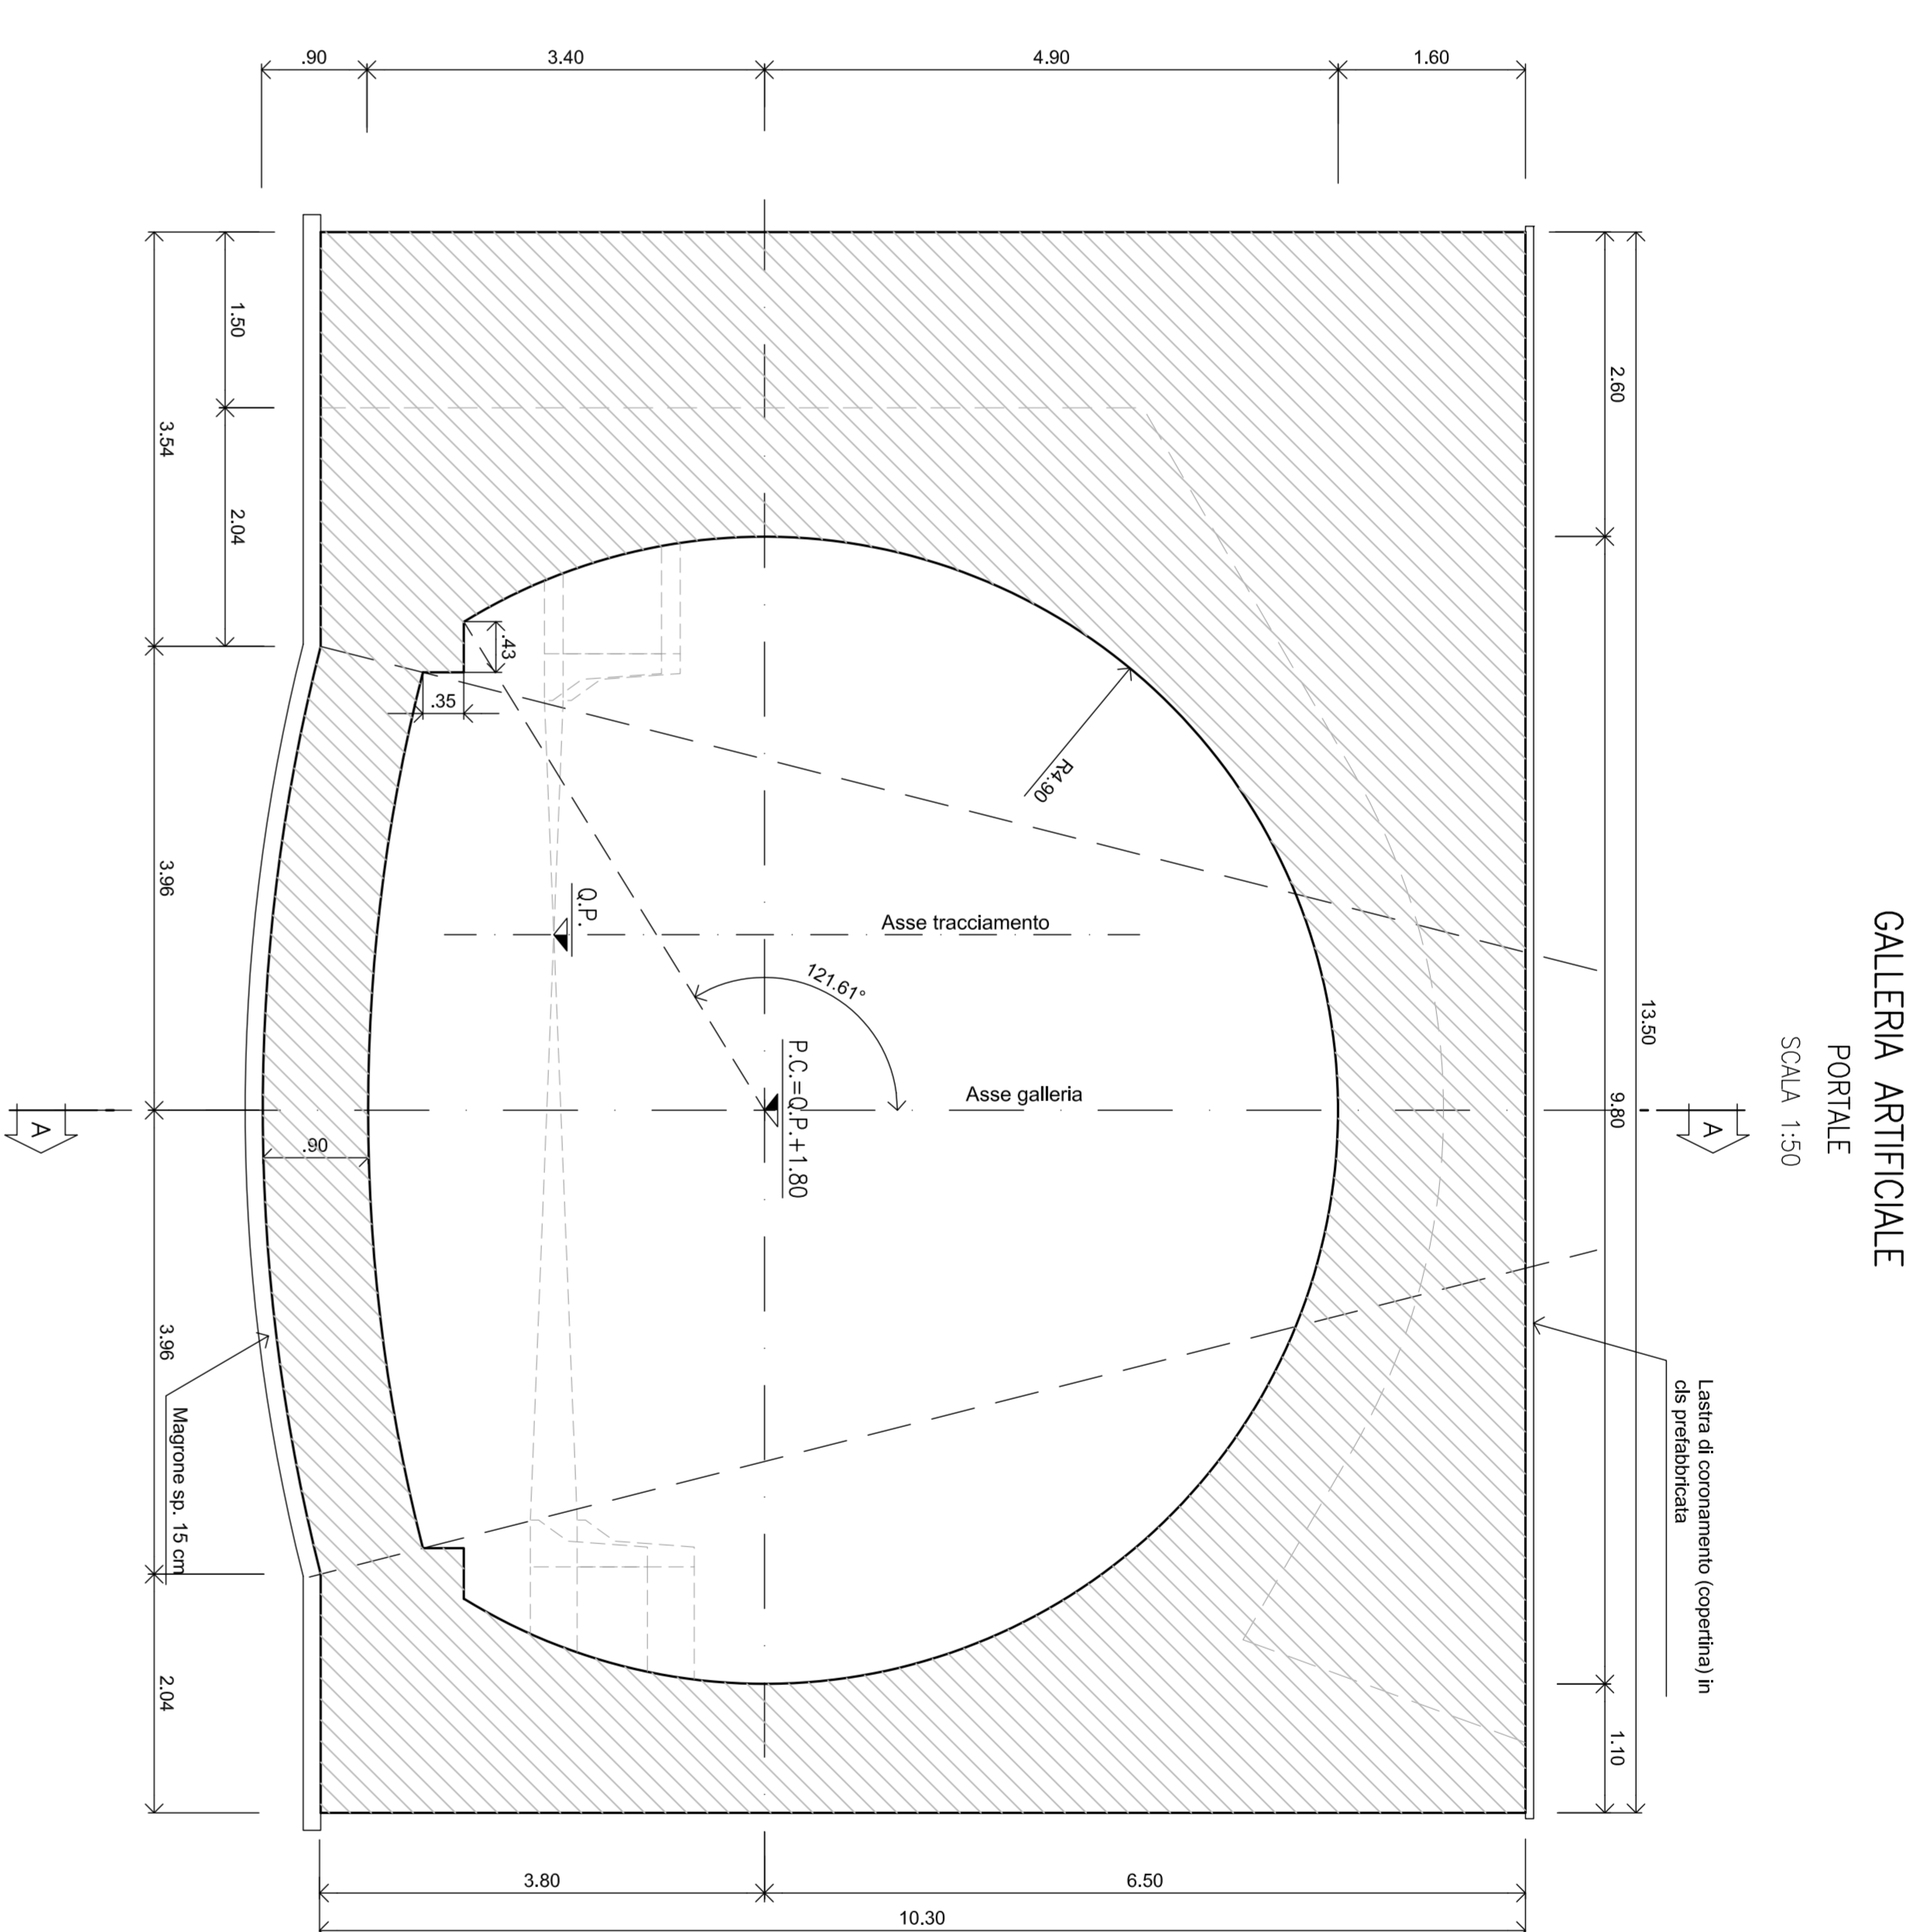 GALLERIA ARTIFICIALE
PORTALE
SCALA 1:50
A
13.50
2.60
9.80
1.10
Lastra di coronamento (copertina) in
cls prefabbricata
.90
3.40
4.90
1.60
R4.90
Asse tracciamento
121.61°
Asse galleria
P.C.=Q.P.+1.80
Q.P.
.43
.35
.90
1.50
2.04
3.54
3.96
3.96
2.04
Magrone sp. 15 cm
A
3.80
6.50
10.30